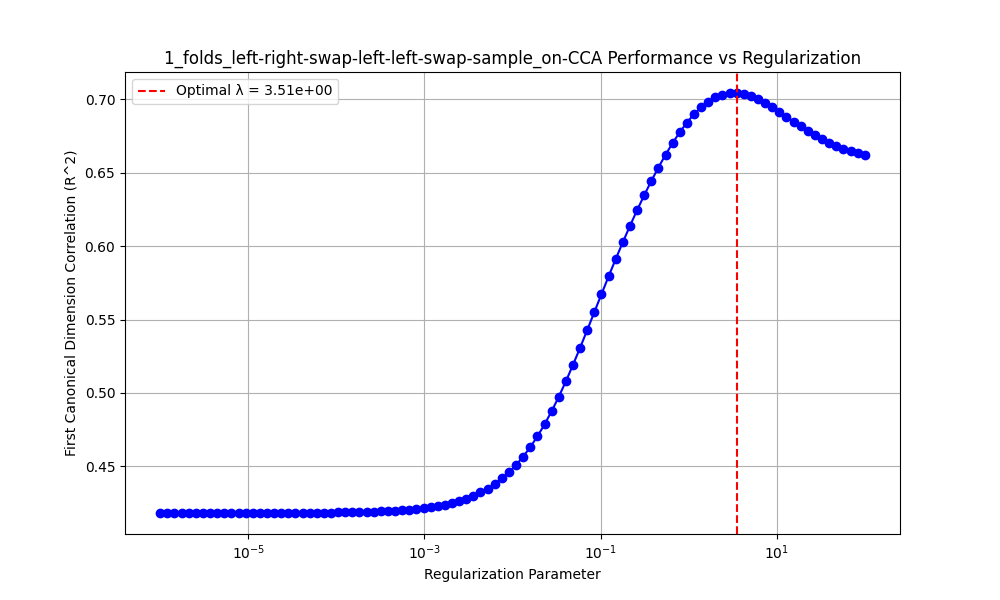 1_folds_left-right-swap-left-left-swap-sample_on-CCA Performance vs Regularization
Optimal λ = 3.51e+00
First Canonical Dimension Correlation (R^2)
0.70
0.65
0.60
0.55
0.50
0.45
10⁻⁵ 10⁻³ 10⁻¹ 10¹
Regularization Parameter